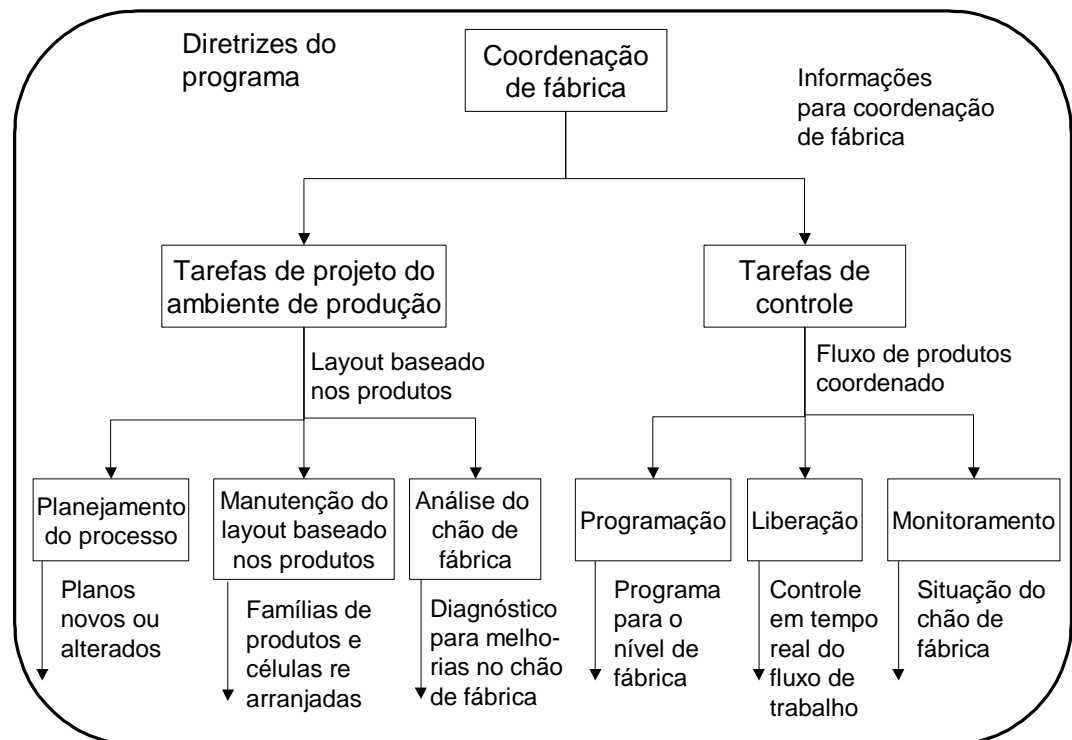 Diretrizes do
programa
Coordenação
de fábrica
Informações
para coordenação
de fábrica
Tarefas de projeto do
ambiente de produção
Tarefas de
controle
Layout baseado
nos produtos
Fluxo de produtos
coordenado
Planejamento
do processo
Manutenção do
layout baseado
nos produtos
Análise do
chão de
fábrica
Programação
Liberação
Monitoramento
Planos
novos ou
alterados
Famílias de
produtos e
células re
arranjadas
Diagnóstico
para melho-
rias no chão
de fábrica
Programa
para o
nível de
fábrica
Controle
em tempo
real do
fluxo de
trabalho
Situação do
chão de
fábrica